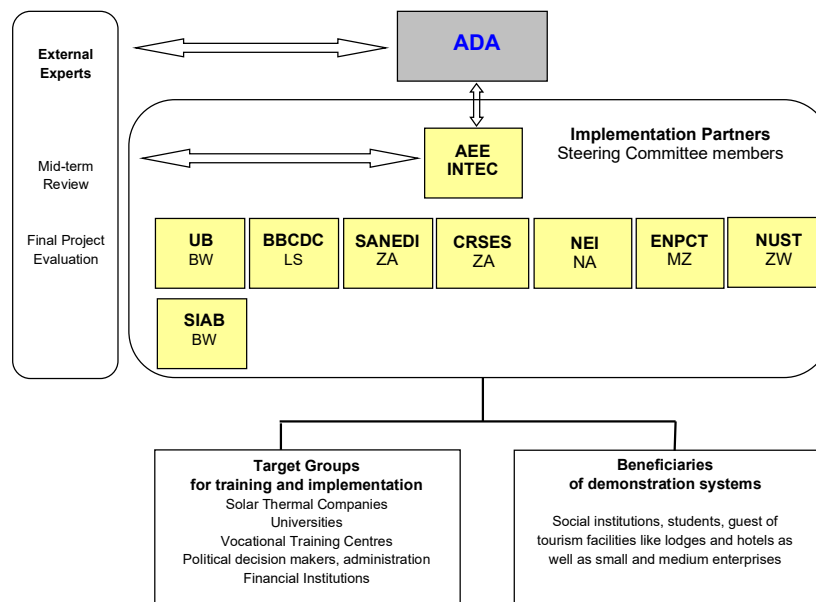 ADA
External
Experts
Mid-term
Review
Final Project
Evaluation
Implementation Partners
Steering Committee members
AEE
INTEC
UB
BW
BBCDC
LS
SANEDI
ZA
CRSES
ZA
NEI
NA
ENPCT
MZ
NUST
ZW
SIAB
BW
Target Groups
for training and implementation
Solar Thermal Companies
Universities
Vocational Training Centres
Political decision makers, administration
Financial Institutions
Beneficiaries
of demonstration systems
Social institutions, students, guest of
tourism facilities like lodges and hotels as
well as small and medium enterprises